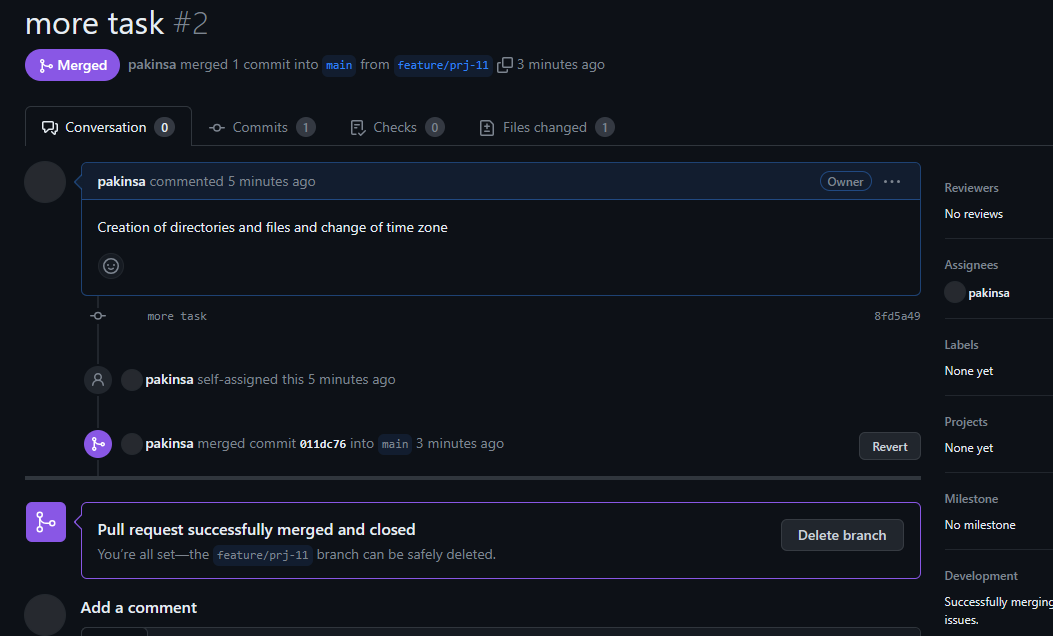 more task #2
Merged pakinsa merged 1 commit into main from feature/prj-11 3 minutes ago
Conversation 0 Commits 1 Checks 0 Files changed 1
pakinsa commented 5 minutes ago Owner
Creation of directories and files and change of time zone
more task 8fd5a49
pakinsa self-assigned this 5 minutes ago
pakinsa merged commit 011dc76 into main 3 minutes ago
Revert
Pull request successfully merged and closed
You're all set—the feature/prj-11 branch can be safely deleted.
Delete branch
Add a comment
Reviewers
No reviews
Assignees
pakinsa
Labels
None yet
Projects
None yet
Milestone
No milestone
Development
Successfully merging
issues.